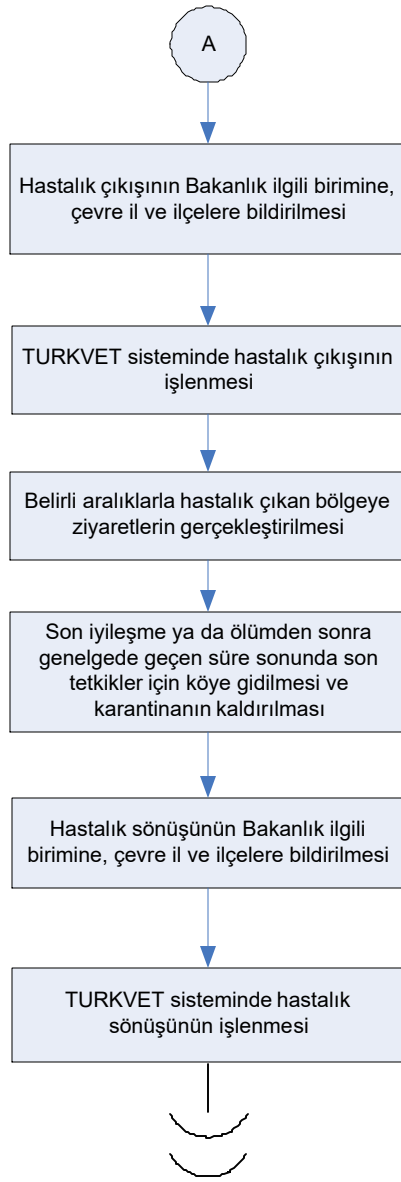 A
Hastalık çıkışının Bakanlık ilgili birimine,
çevre il ve ilçelere bildirilmesi
TURKVET sisteminde hastalık çıkışının
işlenmesi
Belirli aralıklarla hastalık çıkan bölgeye
ziyaretlerin gerçekleştirilmesi
Son iyileşme ya da ölümden sonra
genelgede geçen süre sonunda son
tetkikler için köye gidilmesi ve
karantinanın kaldırılması
Hastalık sönüşünün Bakanlık ilgili
birimine, çevre il ve ilçelere bildirilmesi
TURKVET sisteminde hastalık
sönüşünün işlenmesi